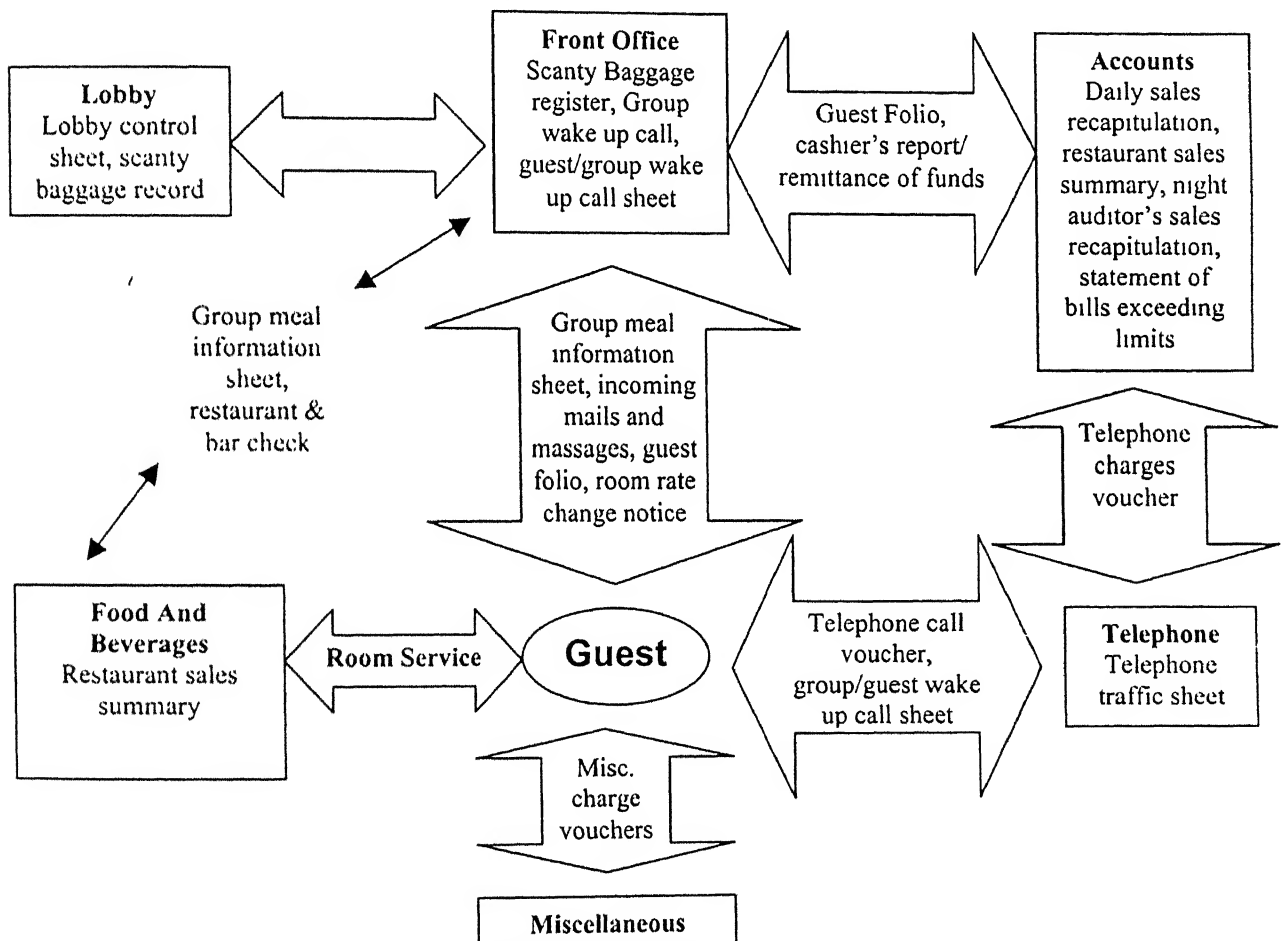 Front Office
Scanty Baggage
register, Group
wake up call,
guest/group wake
up call sheet
Lobby
Lobby control
sheet, scanty
baggage record
Guest Folio,
cashier's report/
remittance of funds
Accounts
Daily sales
recapitulation,
restaurant sales
summary, night
auditor's sales
recapitulation,
statement of
bills exceeding
limits
Group meal
information
sheet,
restaurant &
bar check
Group meal
information
sheet, incoming
mails and
massages, guest
folio, room rate
change notice
Telephone
charges
voucher
Food And
Beverages
Restaurant sales
summary
Room Service
Guest
Telephone call
voucher,
group/guest wake
up call sheet
Telephone
Telephone
traffic sheet
Misc.
charge
vouchers
Miscellaneous